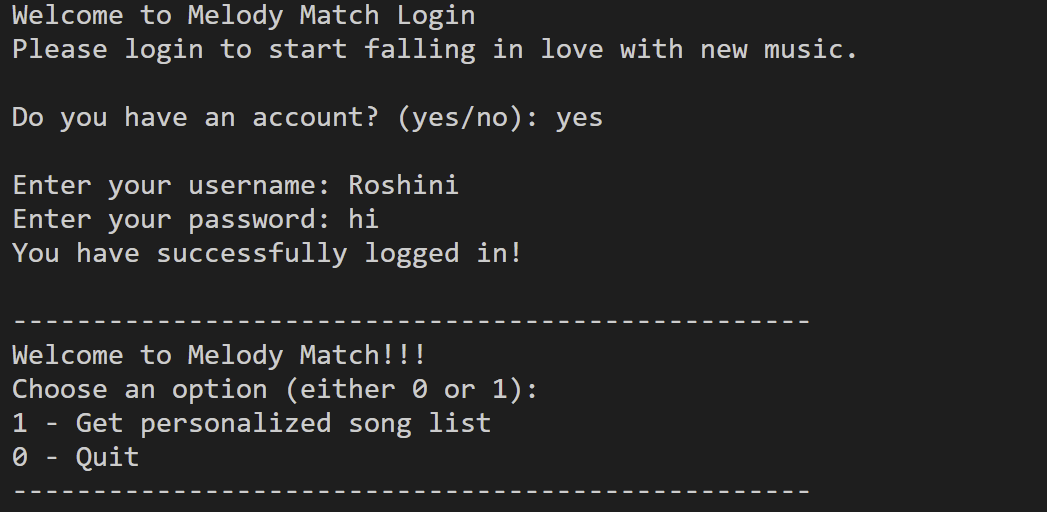 Welcome to Melody Match Login
Please login to start falling in love with new music.
Do you have an account? (yes/no): yes
Enter your username: Roshini
Enter your password: hi
You have successfully logged in!
--------------------------------------------------
Welcome to Melody Match!!!
Choose an option (either 0 or 1):
1 - Get personalized song list
0 - Quit
--------------------------------------------------